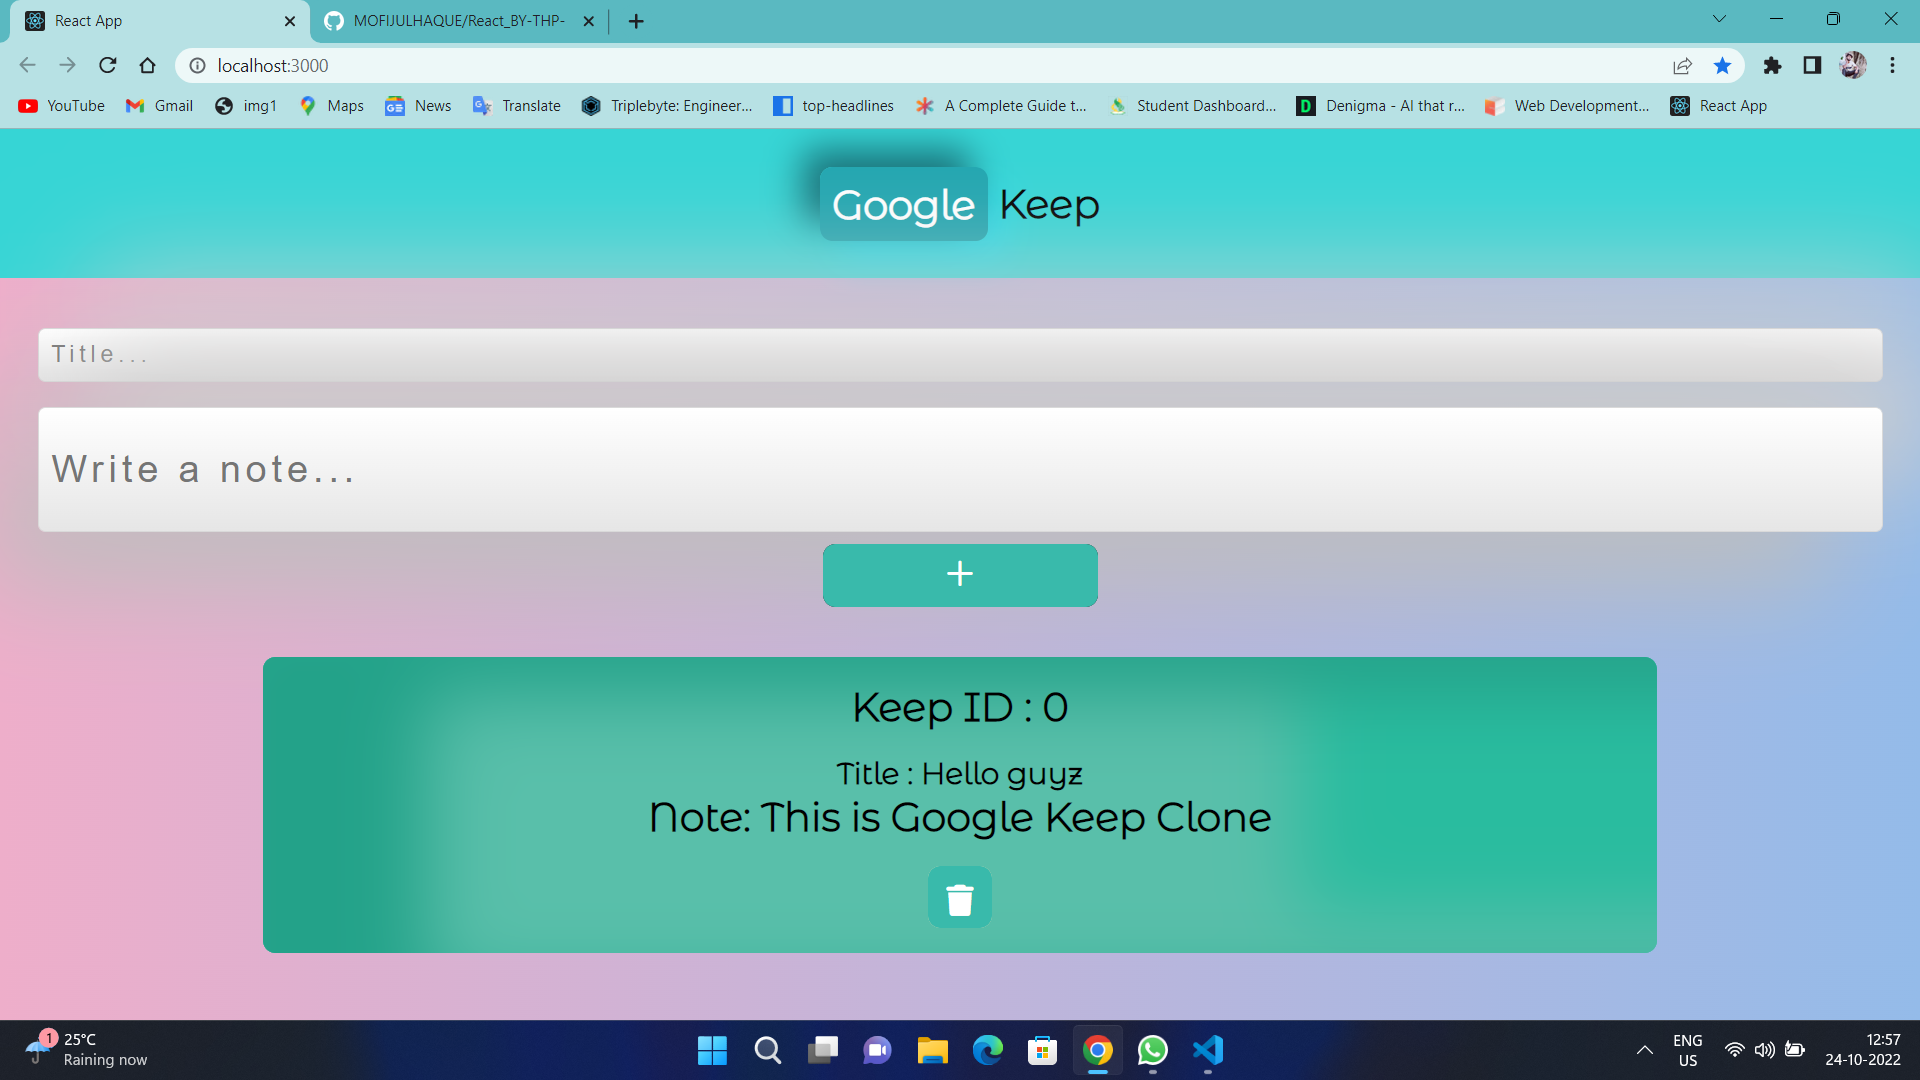 React App
MOFIJULHAQUE/React_BY-THP-
localhost:3000
YouTube Gmail img1 Maps News Translate Triplebyte: Engineer... top-headlines A Complete Guide t... Student Dashboard... Denigma - AI that r... Web Development... React App
Google Keep
Title...
Write a note...
+
Keep ID : 0
Title : Hello guyz
Note: This is Google Keep Clone
1
25°C
Raining now
ENG
US
12:57
24-10-2022